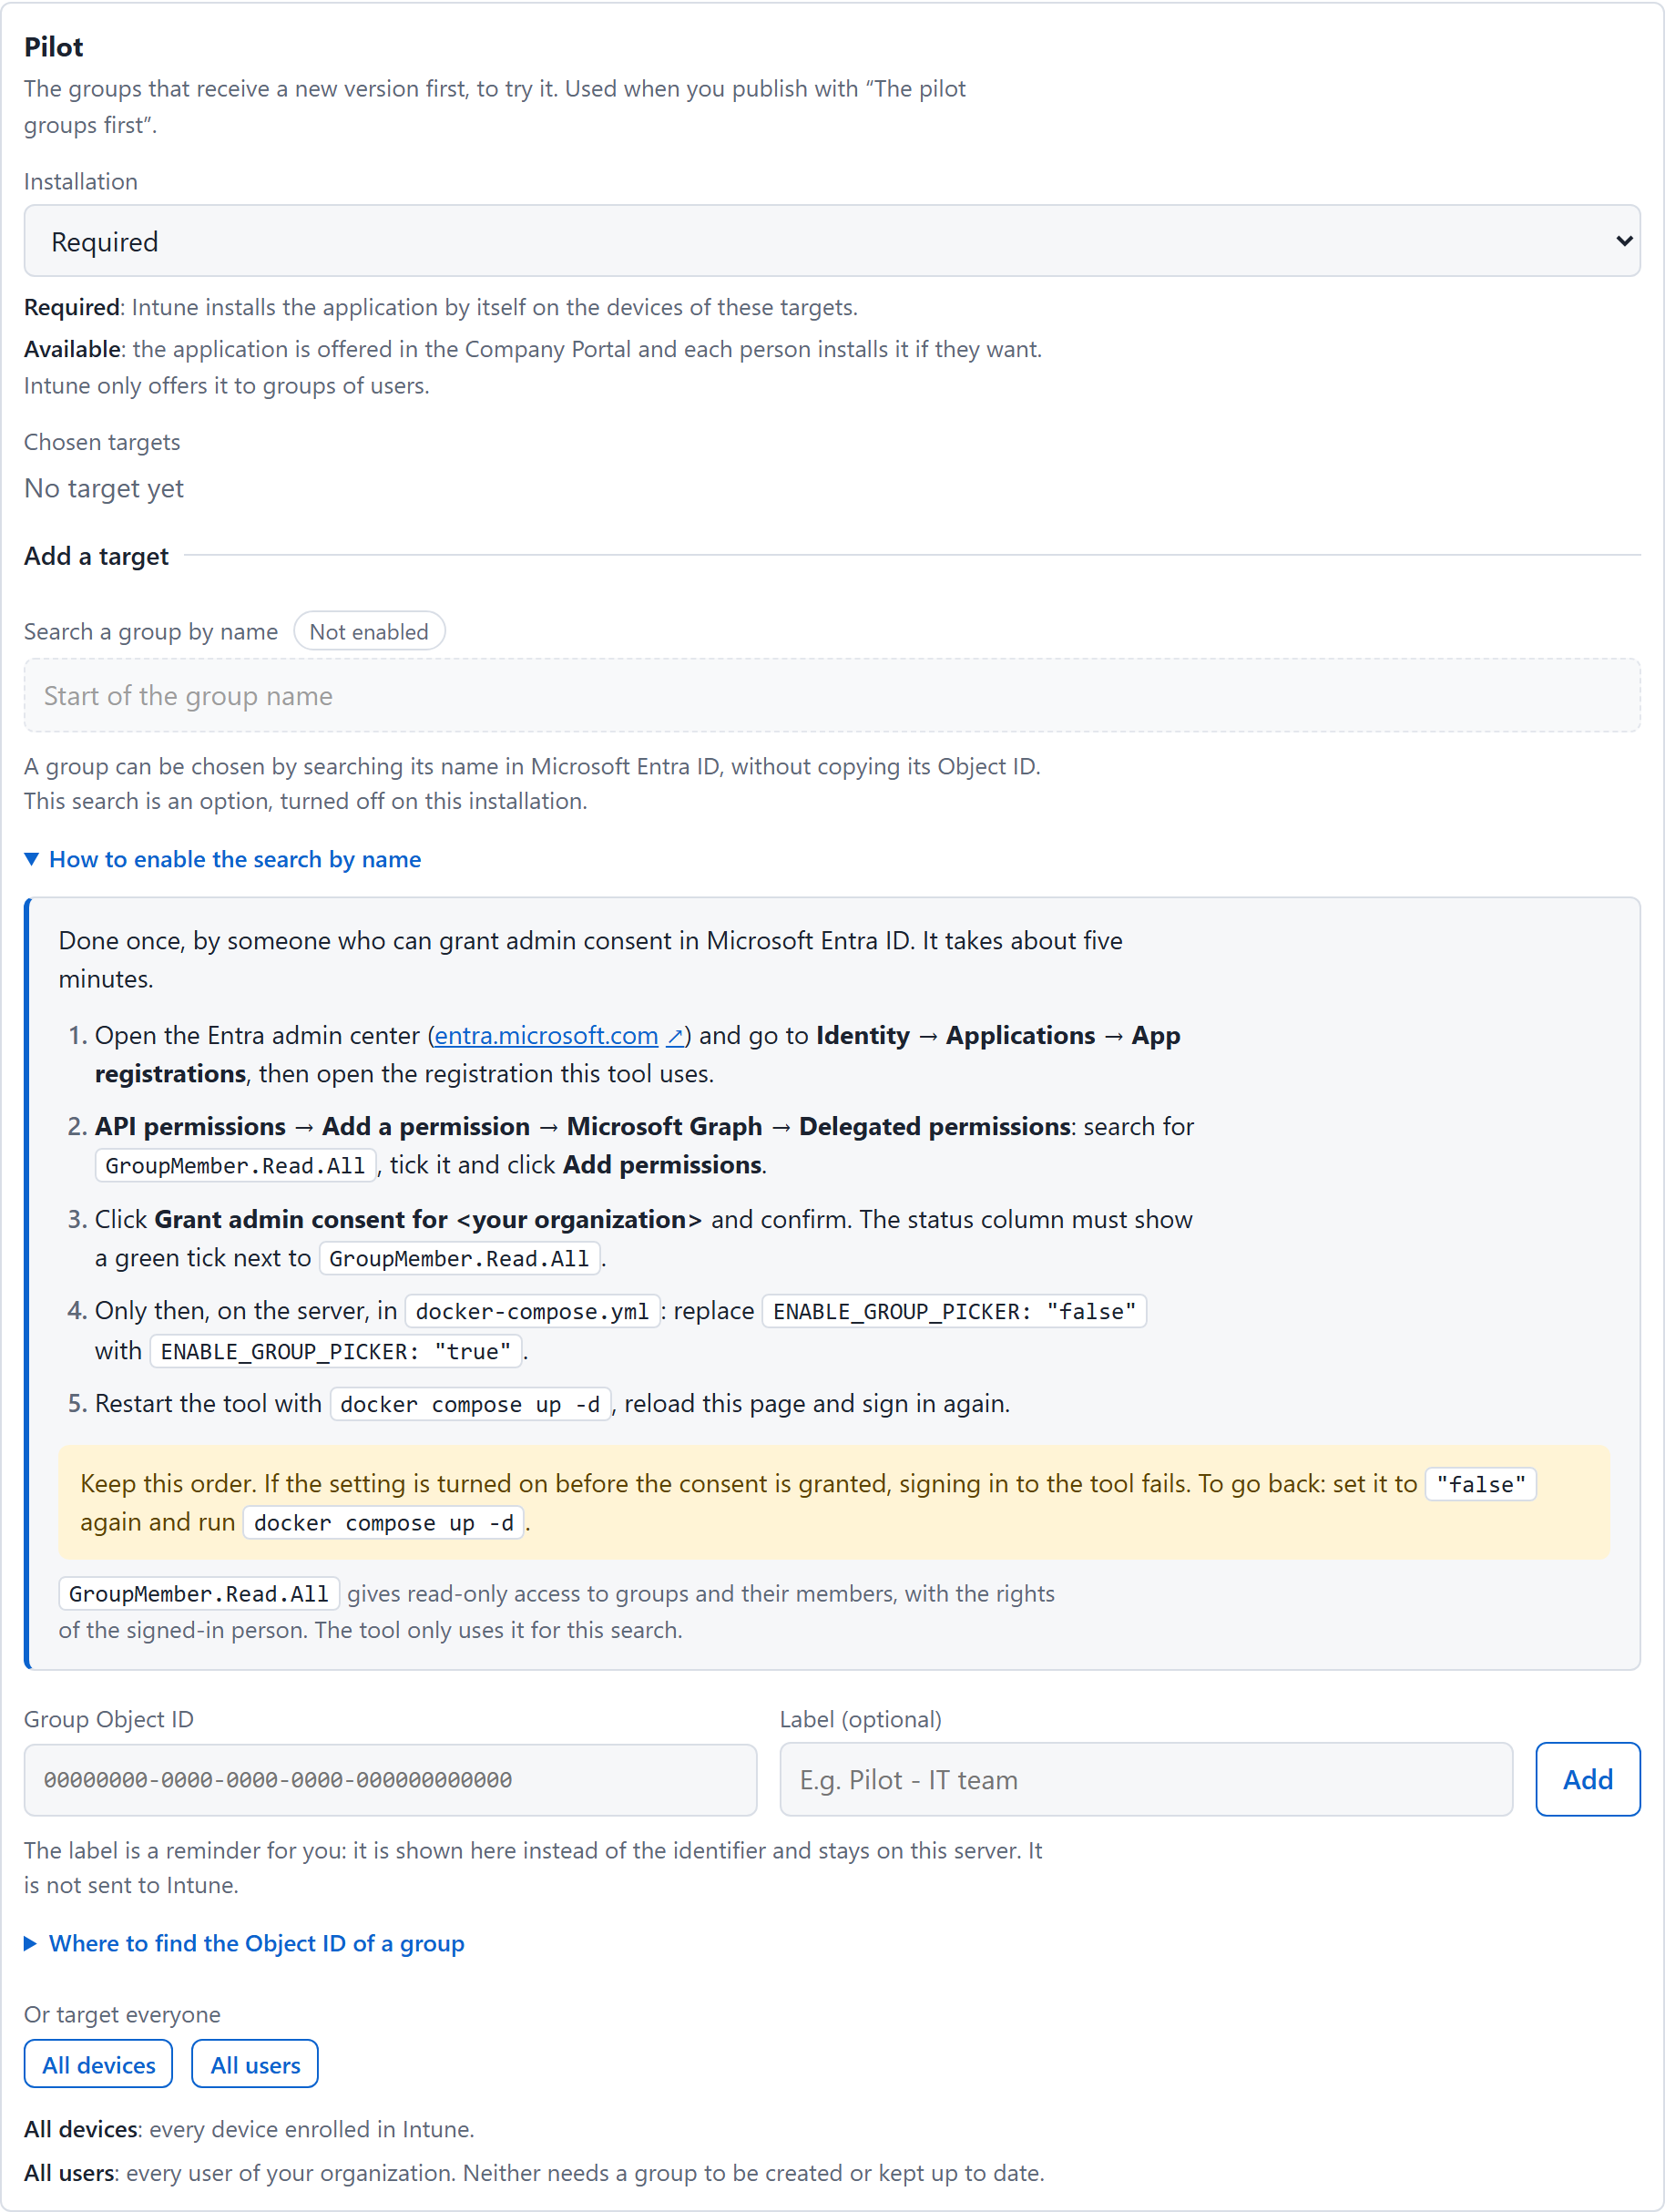 Pilot
The groups that receive a new version first, to try it. Used when you publish with “The pilot
groups first”.
Installation
Required
Required: Intune installs the application by itself on the devices of these targets.
Available: the application is offered in the Company Portal and each person installs it if they want.
Intune only offers it to groups of users.
Chosen targets
No target yet
Add a target
Search a group by name Not enabled
Start of the group name
A group can be chosen by searching its name in Microsoft Entra ID, without copying its Object ID.
This search is an option, turned off on this installation.
▼ How to enable the search by name
Done once, by someone who can grant admin consent in Microsoft Entra ID. It takes about five
minutes.
1. Open the Entra admin center (entra.microsoft.com ↗) and go to Identity → Applications → App
registrations, then open the registration this tool uses.
2. API permissions → Add a permission → Microsoft Graph → Delegated permissions: search for
GroupMember.Read.All, tick it and click Add permissions.
3. Click Grant admin consent for <your organization> and confirm. The status column must show
a green tick next to GroupMember.Read.All.
4. Only then, on the server, in docker-compose.yml: replace ENABLE_GROUP_PICKER: "false"
with ENABLE_GROUP_PICKER: "true".
5. Restart the tool with docker compose up -d, reload this page and sign in again.
Keep this order. If the setting is turned on before the consent is granted, signing in to the tool fails. To go back: set it to "false"
again and run docker compose up -d.
GroupMember.Read.All gives read-only access to groups and their members, with the rights
of the signed-in person. The tool only uses it for this search.
Group Object ID Label (optional)
00000000-0000-0000-0000-000000000000 E.g. Pilot - IT team Add
The label is a reminder for you: it is shown here instead of the identifier and stays on this server. It
is not sent to Intune.
▶ Where to find the Object ID of a group
Or target everyone
All devices All users
All devices: every device enrolled in Intune.
All users: every user of your organization. Neither needs a group to be created or kept up to date.